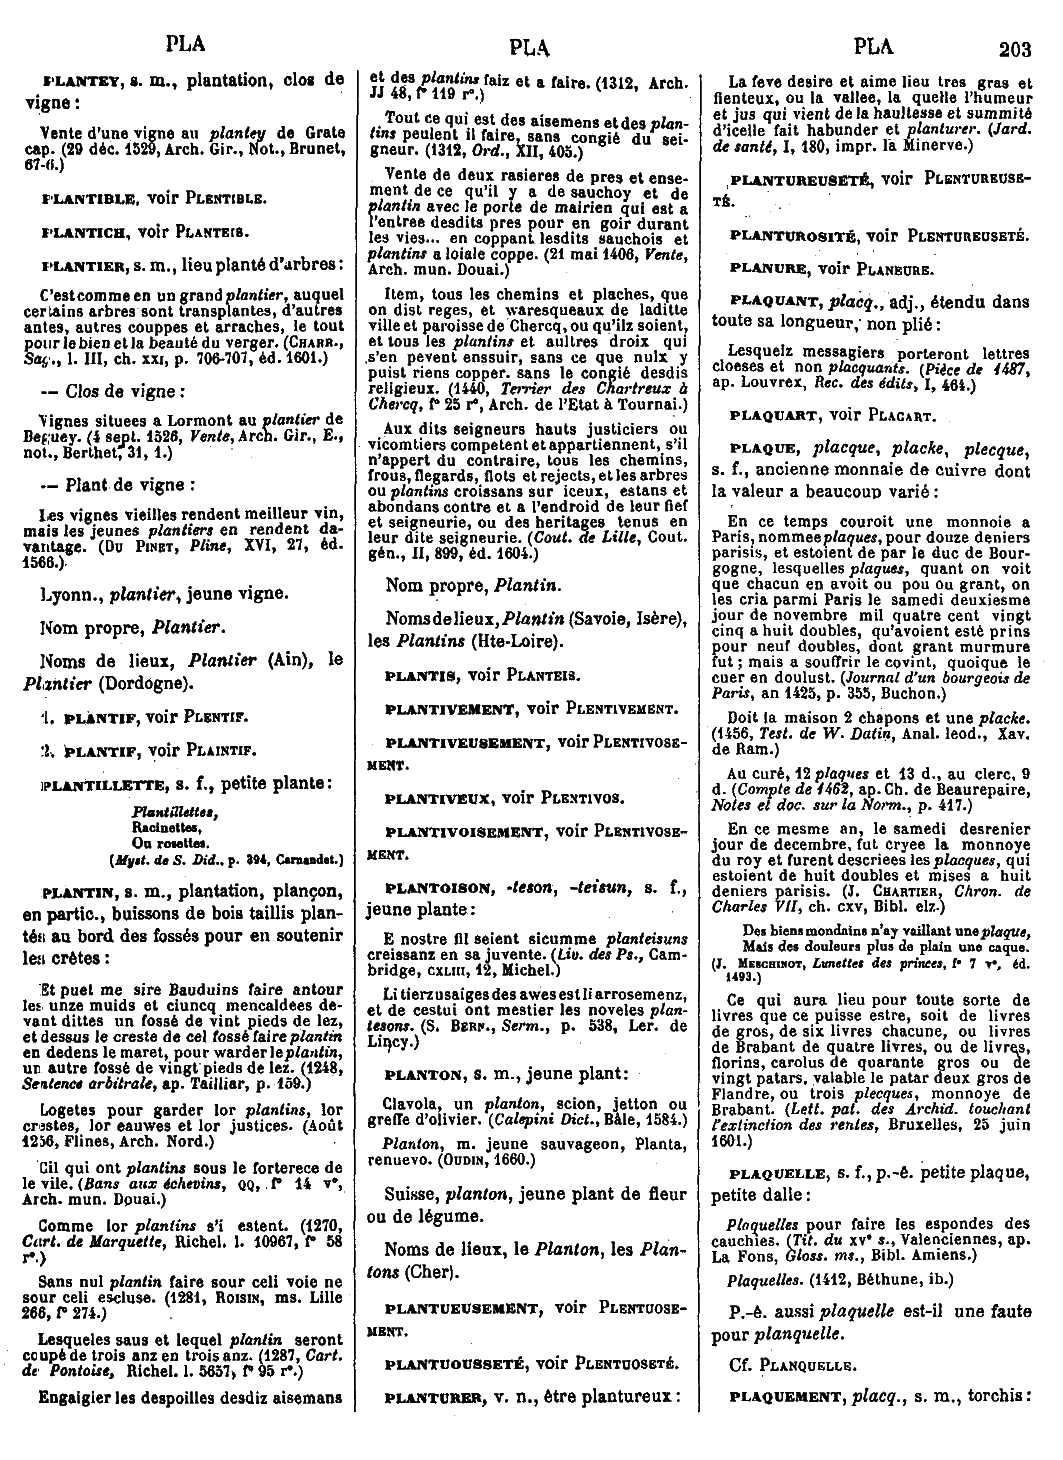 PLA
PLA
PLA
203
PLANTEY, s. m., plantation, clos de
vigne :
Vente d'une vigne au plantey de Grate
cap. (29 déc. 1529, Arch. Gir., Not., Brunet,
67-6.)
PLANTIBLE, voir PLENTIBLE.
PLANTICH, voir PLANTEIS.
PLANTIER, s. m., lieu planté d'arbres :
C'est comme en un grand plantier, auquel
certains arbres sont transplantes, d'autres
antes, autres couppes et arraches, le tout
pour le bien et la beauté du verger. (CHARR.,
Sag., l. III, ch. XXI, p. 706-707, éd. 1601.)
— Clos de vigne :
Vignes situees a Lormont au plantier de
Beguey. (4 sept. 1526, Vente, Arch. Gir., E.,
not., Berthet, 31, 1.)
— Plant de vigne :
Les vignes vieilles rendent meilleur vin,
mais les jeunes plantiers en rendent da-
vantage. (DU PINET, Pline, XVI, 27, éd.
1566.)
Lyonn., plantier, jeune vigne.
Nom propre, Plantier.
Noms de lieux, Plantier (Ain), le
Plantier (Dordogne).
1. PLANTIF, voir PLENTIF.
2. PLANTIF, voir PLAINTIF.
PLANTILLETTE, s. f., petite plante :
Plantillettes,
Racinettes,
Ou rosettes.
(Myst. de S. Did., p. 394, Carnandet.)
PLANTIN, s. m., plantation, plançon,
en partic., buissons de bois taillis plan-
tés au bord des fossés pour en soutenir
les crêtes :
Et puet me sire Bauduins faire antour
les unze muids et ciuncq mencaldees de-
vant dittes un fossé de vint pieds de lez,
et dessus le creste de cel fossé faire plantin
en dedens le maret, pour warder le plantin,
un autre fossé de vingt pieds de lez. (1248,
Sentence arbitrale, ap. Tailliar, p. 159.)
Logetes pour garder lor plantins, lor
crestes, lor eauwes et lor justices. (Août
1256, Flines, Arch. Nord.)
Cil qui ont plantins sous le forterece de
le vile. (Bans aux échevins, QQ, f° 14 v°,
Arch. mun. Douai.)
Comme lor plantins s'i estent. (1270,
Cart. de Marquette, Richel. l. 10967, f° 58
r°.)
Sans nul plantin faire sour celi voie ne
sour celi escluse. (1281, ROISIN, ms. Lille
266, f° 274.)
Lesqueles saus et lequel plantin seront
coupé de trois anz en trois anz. (1287, Cart.
de Pontoise, Richel. l. 5657, f° 95 r°.)
Engaigier les despoilles desdiz aisemans
et des plantins faiz et a faire. (1312, Arch.
JJ 48, f° 119 r°.)
Tout ce qui est des aisemens et des plan-
tins peulent il faire, sans congié du sei-
gneur. (1312, Ord., XII, 405.)
Vente de deux rasieres de pres et ense-
ment de ce qu'il y a de sauchoy et de
plantin avec le porte de mairien qui est a
l'entree desdits pres pour en goir durant
les vies... en coppant lesdits sauchois et
plantins a loiale coppe. (21 mai 1406, Vente,
Arch. mun. Douai.)
Item, tous les chemins et plaches, que
on dist reges, et waresqueaux de laditte
ville et paroisse de Chercq, ou qu'ilz soient,
et tous les plantins et aultres droix qui
s'en pevent enssuir, sans ce que nulx y
puist riens copper. sans le congié desdis
religieux. (1440, Terrier des Chartreux à
Chercq, f° 25 r°, Arch. de l'Etat à Tournai.)
Aux dits seigneurs hauts justiciers ou
vicomtiers competent et appartiennent, s'il
n'appert du contraire, tous les chemins,
frous, flegards, flots et rejects, et les arbres
ou plantins croissans sur iceux, estans et
abondans contre et a l'endroid de leur fief
et seigneurie, ou des heritages tenus en
leur dite seigneurie. (Cout. de Lille, Cout.
gén., II, 899, éd. 1604.)
Nom propre, Plantin.
Noms de lieux, Plantin (Savoie, Isère),
les Plantins (Hte-Loire).
PLANTIS, voir PLANTEIS.
PLANTIVEMENT, voir PLENTIVEMENT.
PLANTIVEUSEMENT, voir PLENTIVOSE-
MENT.
PLANTIVEUX, voir PLENTIVOS.
PLANTIVOISEMENT, voir PLENTIVOSE-
MENT.
PLANTOISON, -teson, -teisun, s. f.,
jeune plante :
E nostre fil seient sicumme planteisuns
creissanz en sa juvente. (Liv. des Ps., Cam-
bridge, CXLIII, 12, Michel.)
Li tierz usaiges des awes est li arrosemenz,
et de cestui ont mestier les noveles plan-
tesons. (S. BERN., Serm., p. 538, Ler. de
Lincy.)
PLANTON, s. m., jeune plant :
Clavola, un planton, scion, jetton ou
greffe d'olivier. (Calepini Dict., Bâle, 1584.)
Planton, m. jeune sauvageon, Planta,
renuevo. (OUDIN, 1660.)
Suisse, planton, jeune plant de fleur
ou de légume.
Noms de lieux, le Planton, les Plan-
tons (Cher).
PLANTUEUSEMENT, voir PLENTUOSE-
MENT.
PLANTUOUSSETÉ, voir PLENTUOSETÉ.
PLANTURER, v. n., être plantureux :
La feve desire et aime lieu tres gras et
fienteux, ou la vallee, la quelle l'humeur
et jus qui vient de la haultesse et summité
d'icelle fait habunder et planturer. (Jard.
de santé, I, 180, impr. la Minerve.)
PLANTUREUSETÉ, voir PLENTUREUSE-
TÉ.
PLANTUROSITÉ, voir PLENTUREUSETÉ.
PLANURE, voir PLANEURE.
PLAQUANT, placq., adj., étendu dans
toute sa longueur, non plié :
Lesquelz messagiers porteront lettres
cloeses et non placquants. (Pièce de 1487,
ap. Louvrex, Rec. des édits, I, 464.)
PLAQUART, voir PLACART.
PLAQUE, placque, placke, plecque,
s. f., ancienne monnaie de cuivre dont
la valeur a beaucoup varié :
En ce temps couroit une monnoie a
Paris, nommee plaques, pour douze deniers
parisis, et estoient de par le duc de Bour-
gogne, lesquelles plaques, quant on voit
que chacun en avoit ou pou ou grant, on
les cria parmi Paris le samedi deuxiesme
jour de novembre mil quatre cent vingt
cinq a huit doubles, qu'avoient esté prins
pour neuf doubles, dont grant murmure
fut ; mais a souffrir le covint, quoique le
cuer en doulust. (Journal d'un bourgeois de
Paris, an 1425, p. 355, Buchon.)
Doit la maison 2 chapons et une placke.
(1456, Test. de W. Datin, Anal. leod., Xav.
de Ram.)
Au curé, 12 plaques et 13 d., au clerc, 9
d. (Compte de 1462, ap. Ch. de Beaurepaire,
Notes et doc. sur la Norm., p. 417.)
En ce mesme an, le samedi desrenier
jour de decembre, fut cryee la monnoye
du roy et furent descriees les placques, qui
estoient de huit doubles et mises a huit
deniers parisis. (J. CHARTIER, Chron. de
Charles VII, ch. CXV, Bibl. elz.)
Des biens mondains n'ay vaillant une plaque,
Mais des douleurs plus de plain une caque.
(J. MESCHINOT, Lunettes des princes, f° 7 v°, éd.
1493.)
Ce qui aura lieu pour toute sorte de
livres que ce puisse estre, soit de livres
de gros, de six livres chacune, ou livres
de Brabant de quatre livres, ou de livres,
florins, carolus de quarante gros ou de
vingt patars, valable le patar deux gros de
Flandre, ou trois plecques, monnoye de
Brabant. (Lett. pat. des Archid. touchant
l'extinction des rentes, Bruxelles, 25 juin
1601.)
PLAQUELLE, s. f., p.-ê. petite plaque,
petite dalle :
Plaquelles pour faire les espondes des
cauchies. (Tit. du XV° s., Valenciennes, ap.
La Fons, Gloss. ms., Bibl. Amiens.)
Plaquelles. (1412, Béthune, ib.)
P.-ê. aussi plaquelle est-il une faute
pour planquelle.
Cf. PLANQUELLE.
PLAQUEMENT, placq., s. m., torchis :